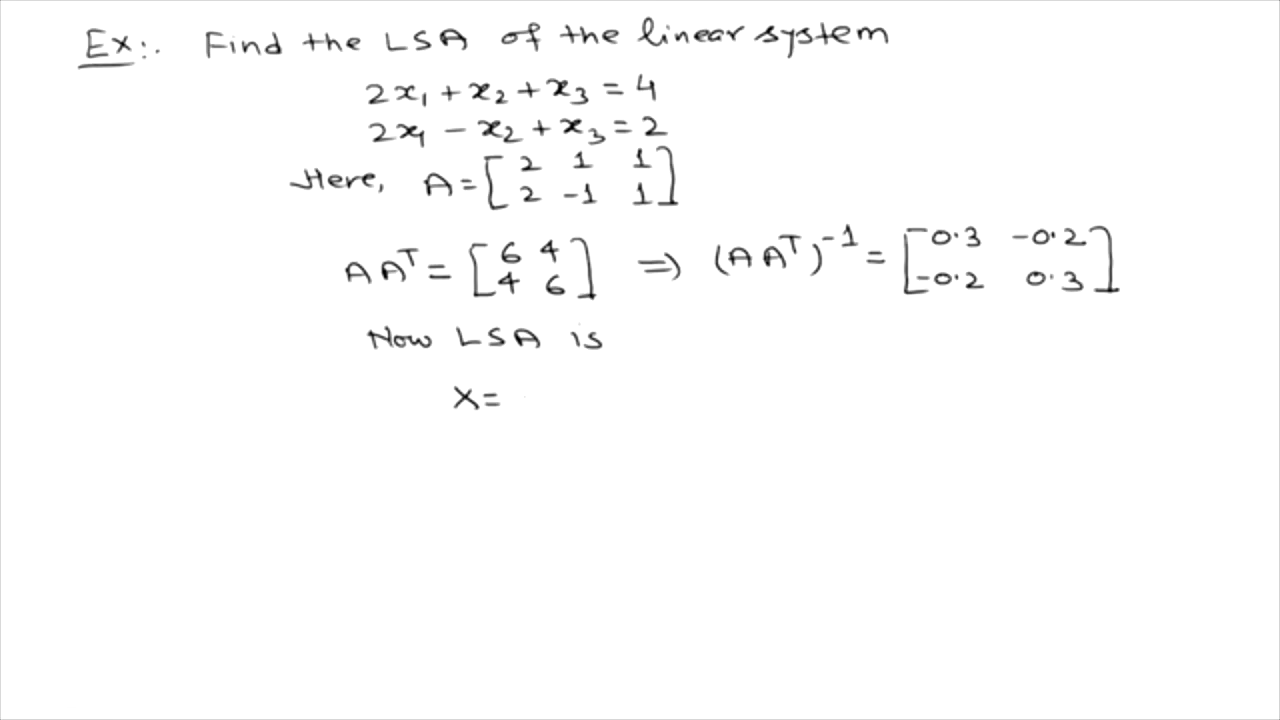 Ex:. Find the LSA of the linear system
2x₁ + x₂ + x₃ = 4
2x₁ - x₂ + x₃ = 2
Here, A = [2 1 1; 2 -1 1]
AAᵀ = [6 4; 4 6] ⇒ (AAᵀ)⁻¹ = [0.3 -0.2; -0.2 0.3]
Now LSA is
X =